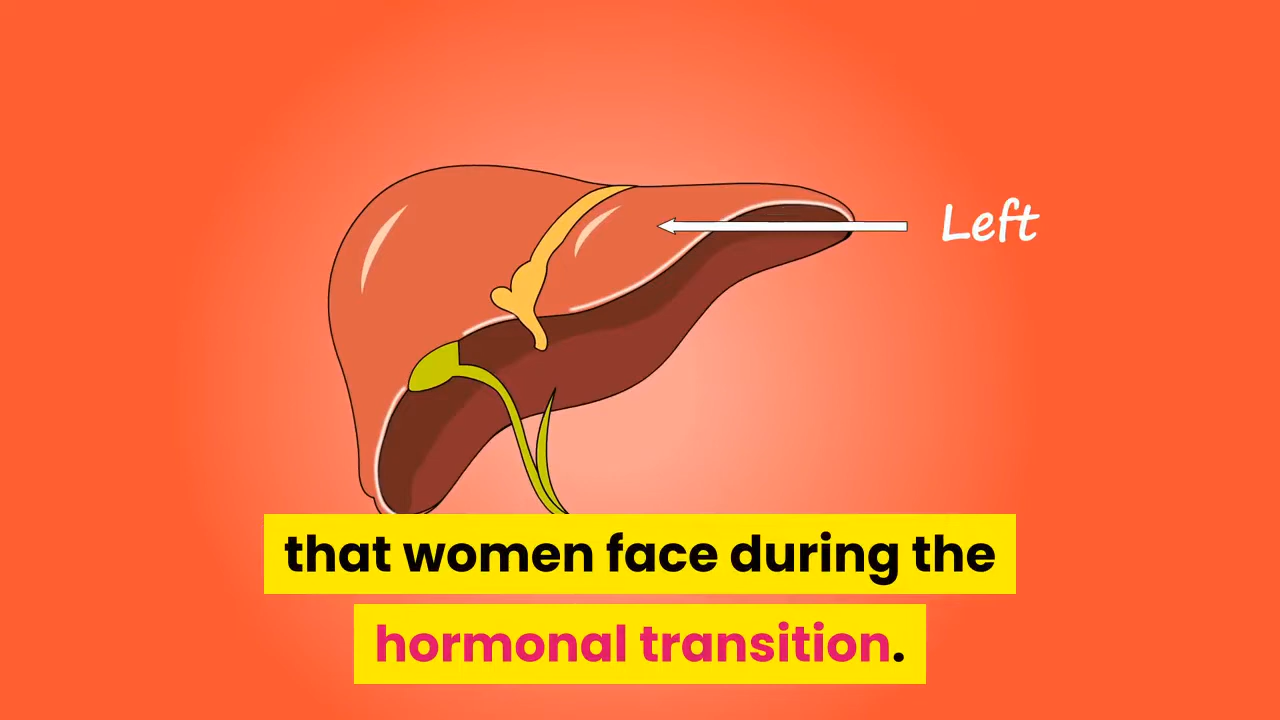 Left
that women face during the
hormonal transition.